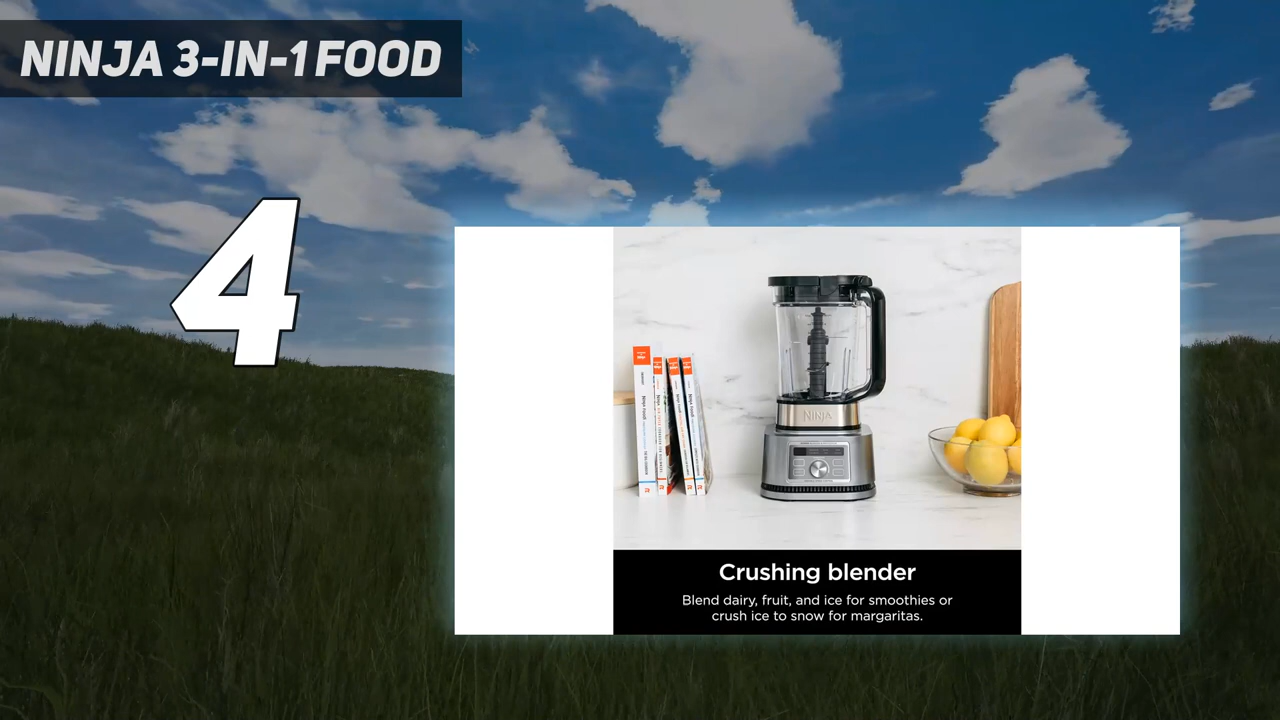 NINJA 3-IN-1 FOOD
4
NINJA
Crushing blender
Blend dairy, fruit, and ice for smoothies or
crush ice to snow for margaritas.